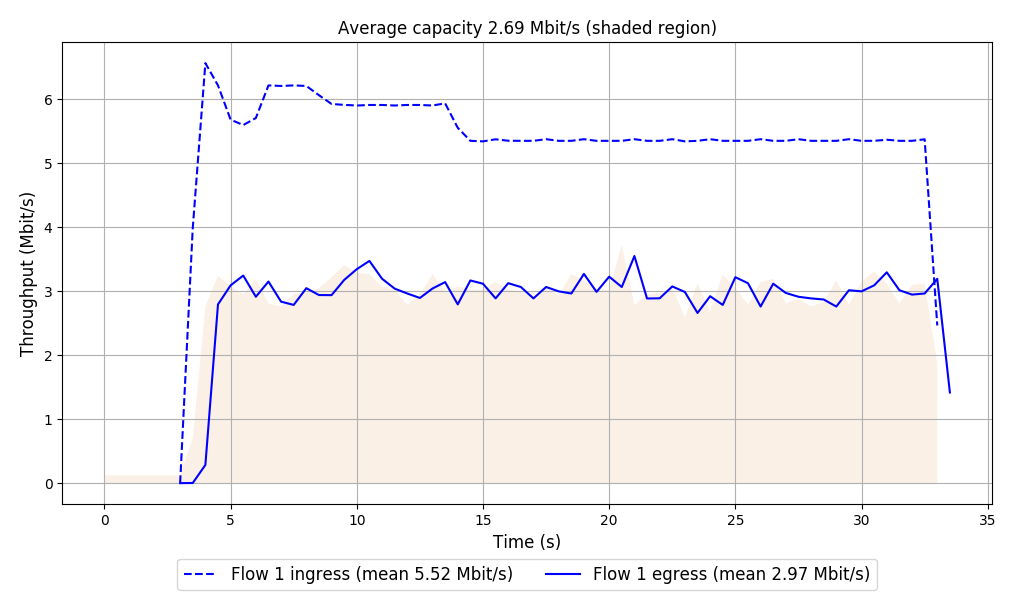 Average capacity 2.69 Mbit/s (shaded region)
Throughput (Mbit/s)
6
5
4
3
2
1
0
0 5 10 15 20 25 30 35
Time (s)
Flow 1 ingress (mean 5.52 Mbit/s) Flow 1 egress (mean 2.97 Mbit/s)